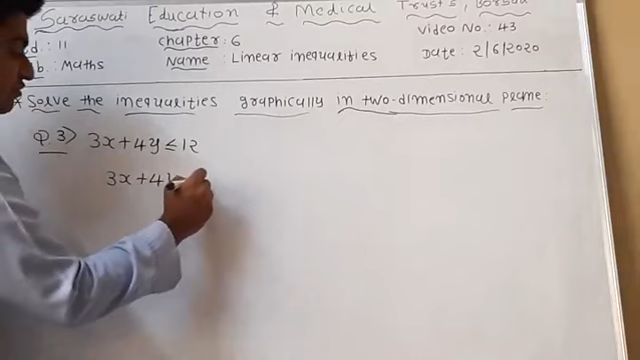 Saraswati Education & Medical Trust's, Borsad
11
Chapter: 6
Video No: 43
Maths
Name: Linear inequalities
Date: 2/6/2020
Solve the inequalities graphically in two-dimensional plane:
Q.3> 3x+4y≤12
3x+4